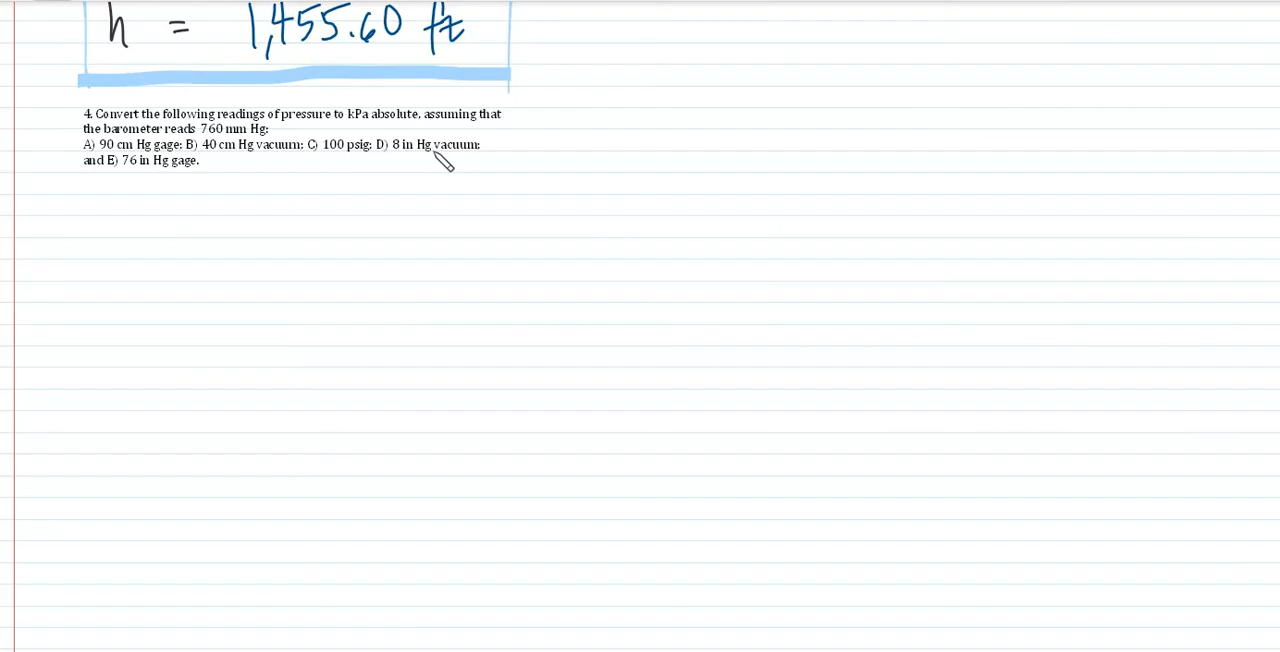 h = 1,455.60 ft
4. Convert the following readings of pressure to kPa absolute, assuming that
the barometer reads 760 mm Hg:
A) 90 cm Hg gage; B) 40 cm Hg vacuum; C) 100 psig; D) 8 in Hg vacuum;
and E) 76 in Hg gage.